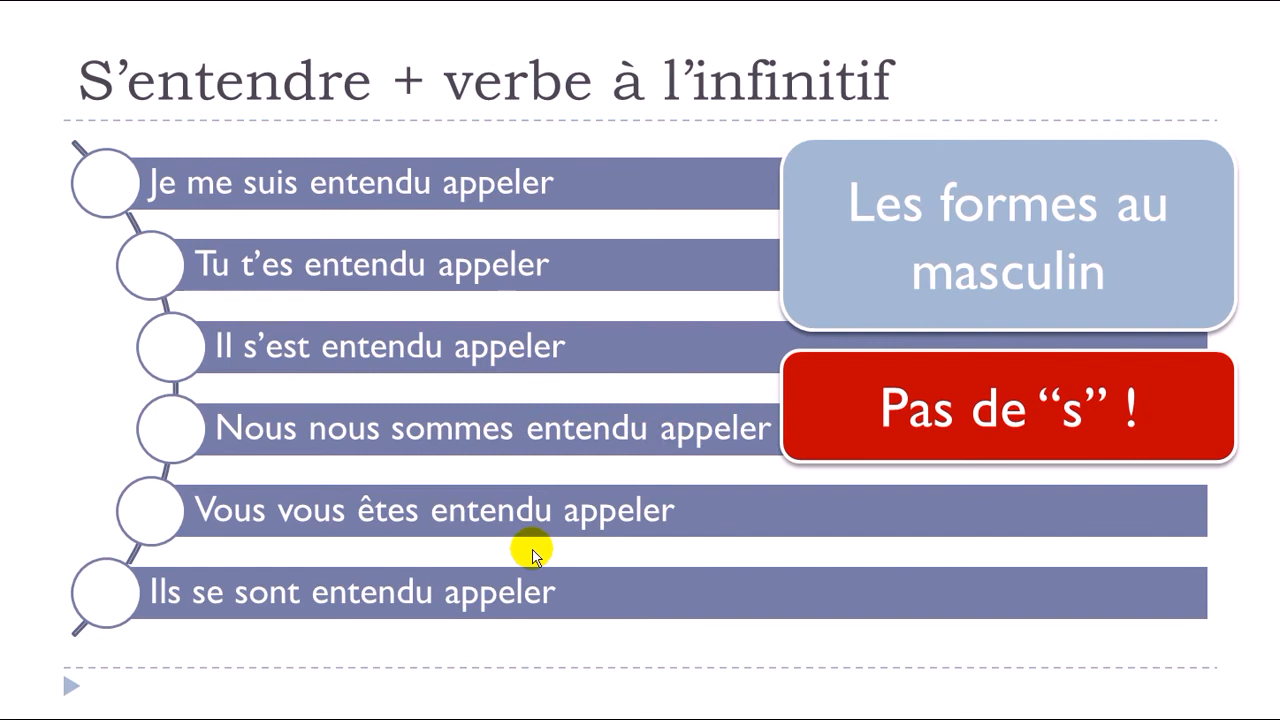 S’entendre + verbe à l’infinitif
Je me suis entendu appeler
Tu t’es entendu appeler
Il s’est entendu appeler
Nous nous sommes entendu appeler
Vous vous êtes entendu appeler
Ils se sont entendu appeler
Les formes au
masculin
Pas de “s” !